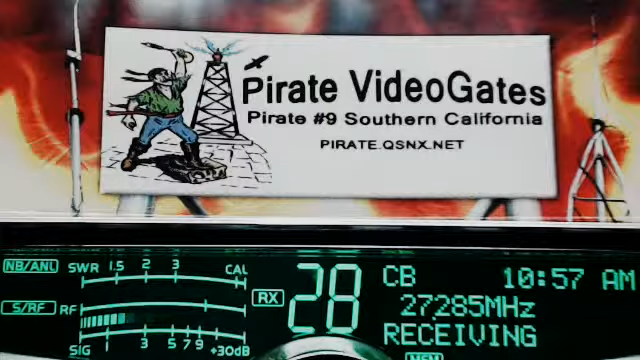 Pirate VideoGates
Pirate #9 Southern California
PIRATE.QSNX.NET
NB/ANL SWR 1.5 2 3 CAL
S/RF RF
SIG 1 3 5 7 9 +30dB
RX 28
CB 10:57 AM
27285MHz
RECEIVING
MEM